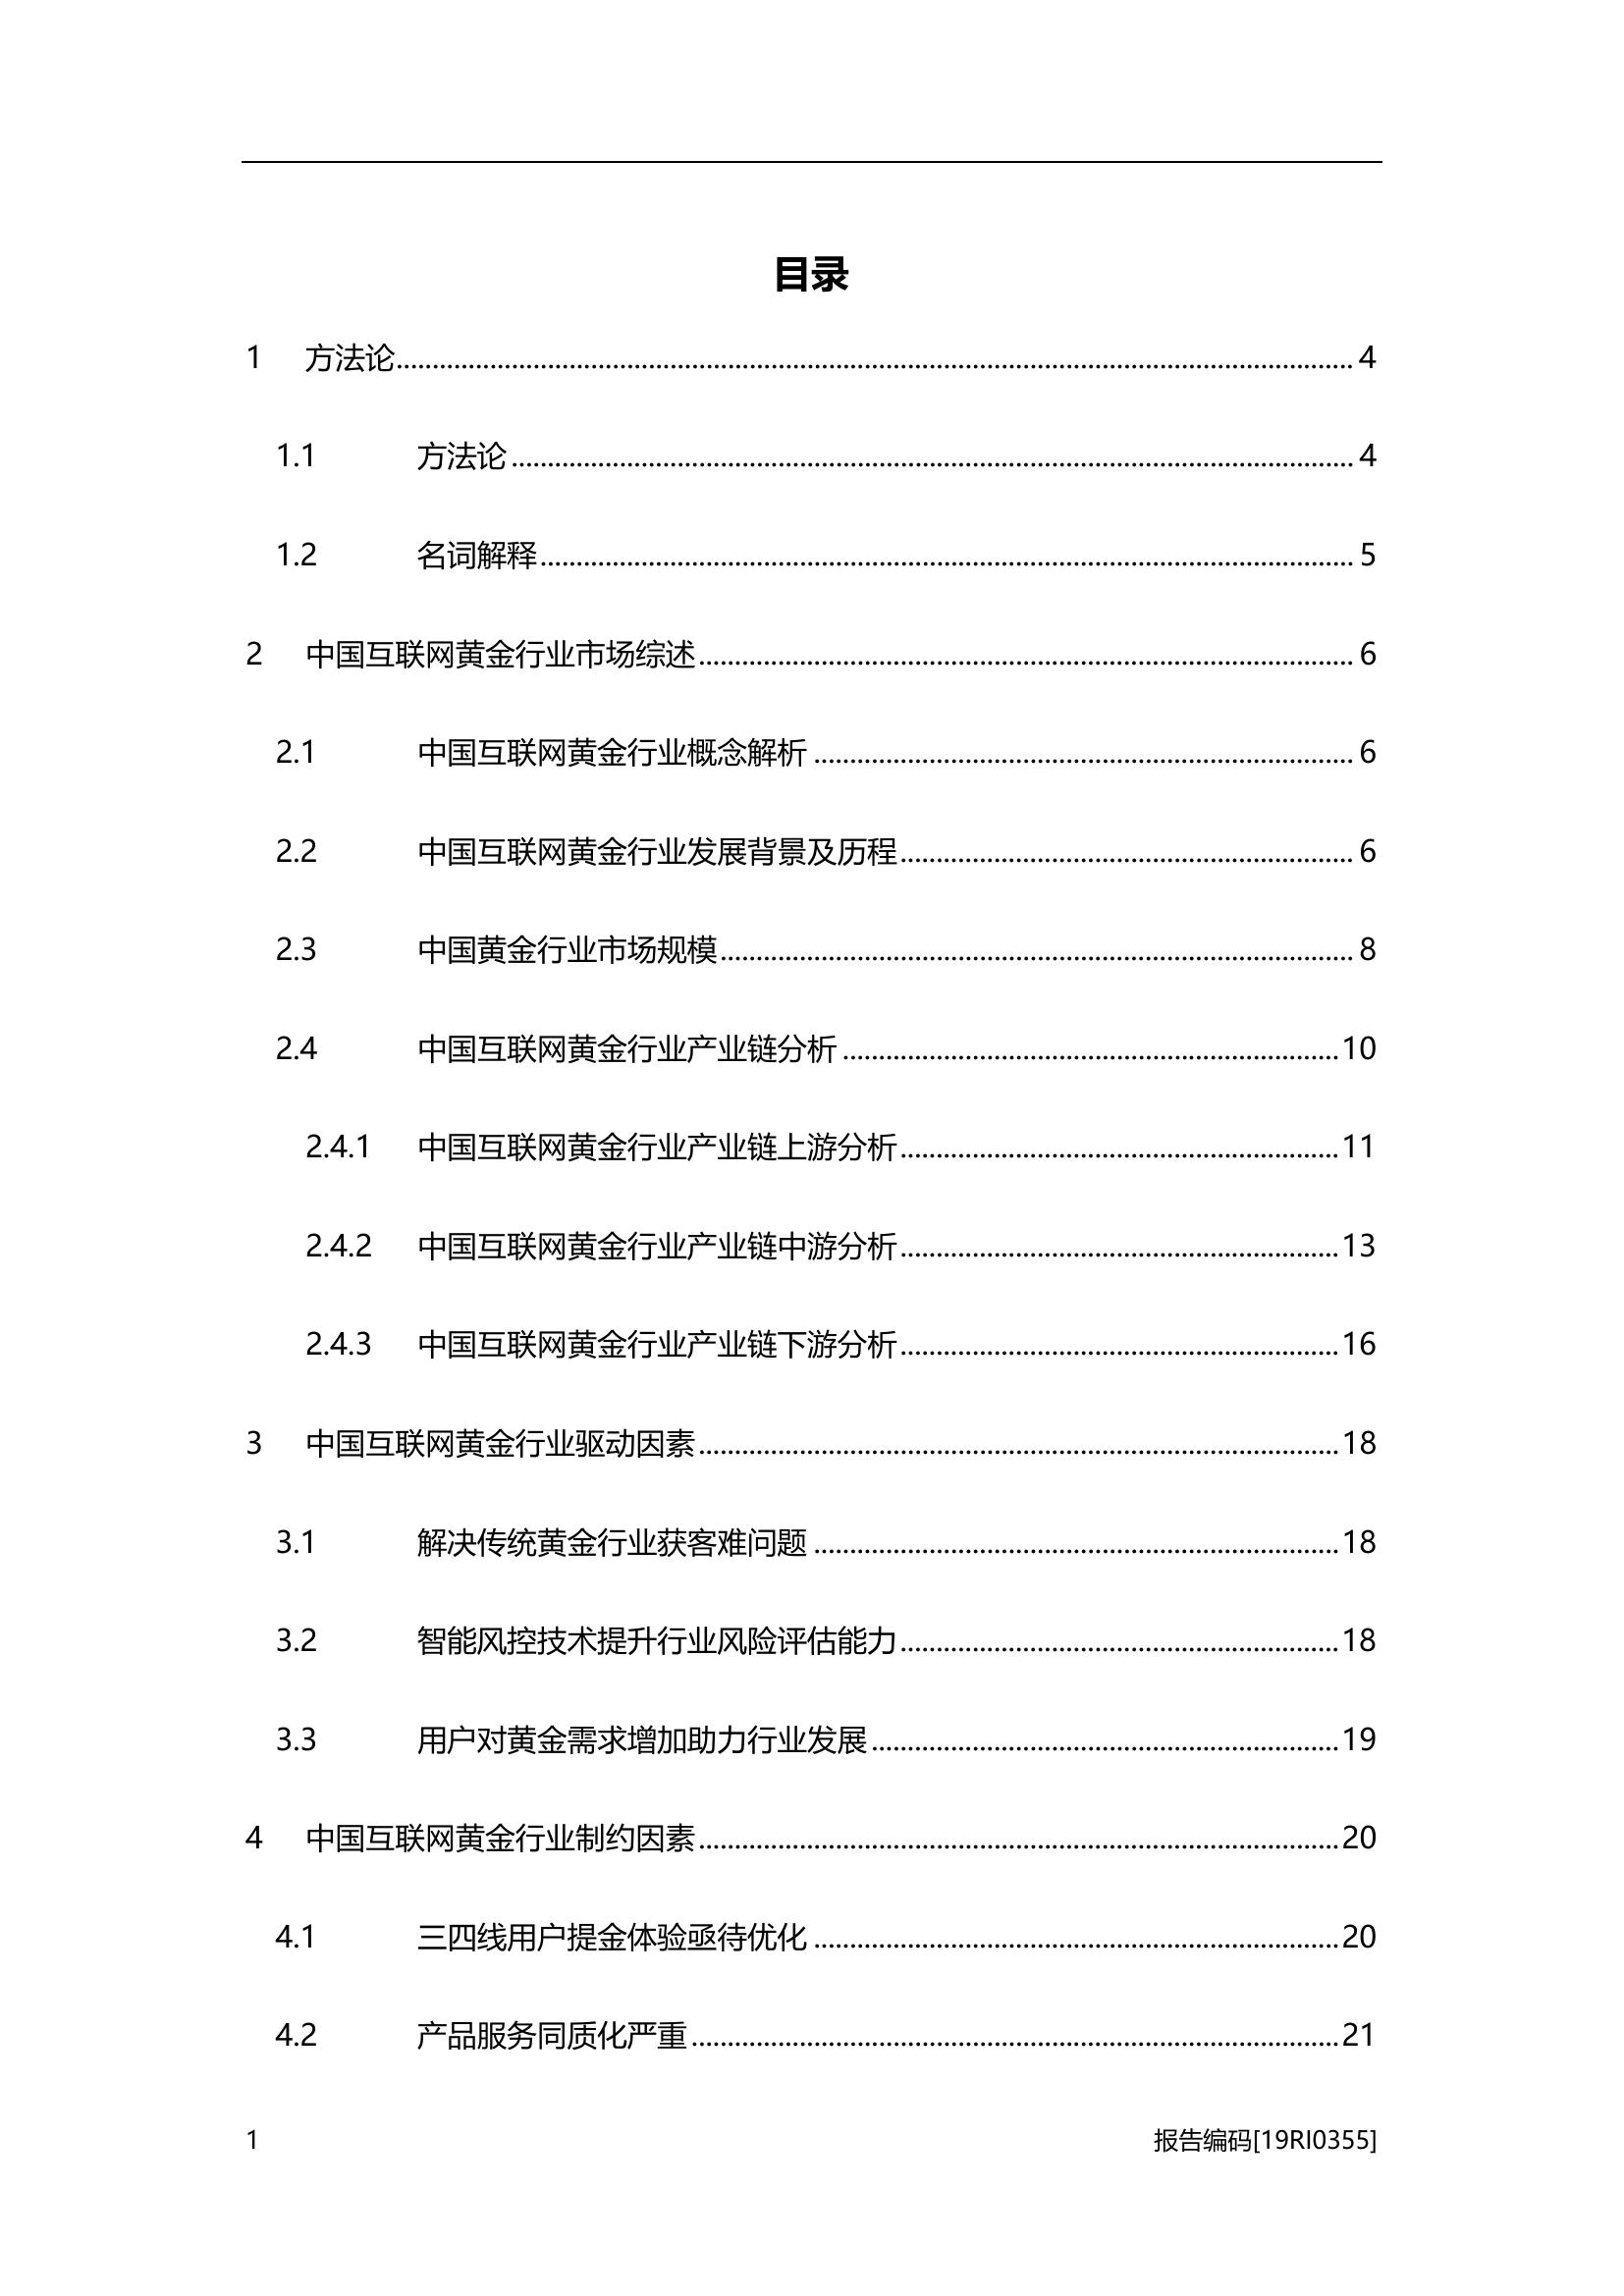 目录
1 方法论 4
1.1 方法论 4
1.2 名词解释 5
2 中国互联网黄金行业市场综述 6
2.1 中国互联网黄金行业概念解析 6
2.2 中国互联网黄金行业发展背景及历程 6
2.3 中国黄金行业市场规模 8
2.4 中国互联网黄金行业产业链分析 10
2.4.1 中国互联网黄金行业产业链上游分析 11
2.4.2 中国互联网黄金行业产业链中游分析 13
2.4.3 中国互联网黄金行业产业链下游分析 16
3 中国互联网黄金行业驱动因素 18
3.1 解决传统黄金行业获客难问题 18
3.2 智能风控技术提升行业风险评估能力 18
3.3 用户对黄金需求增加助力行业发展 19
4 中国互联网黄金行业制约因素 20
4.1 三四线用户提金体验亟待优化 20
4.2 产品服务同质化严重 21
1 报告编码[19RI0355]